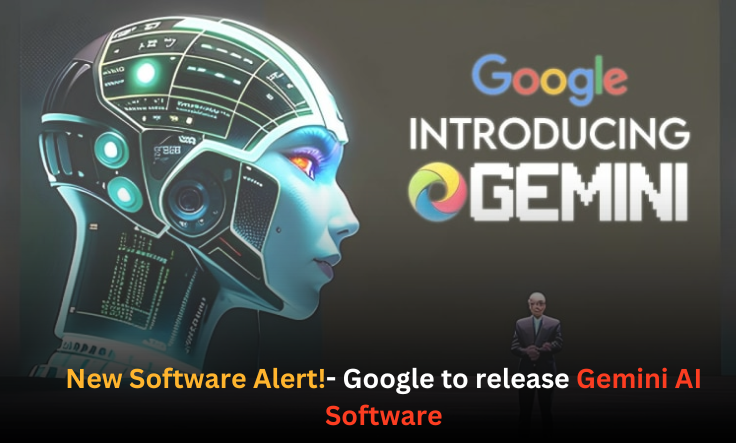 Google
INTRODUCING
GEMINI
New Software Alert!- Google to release Gemini AI
Software